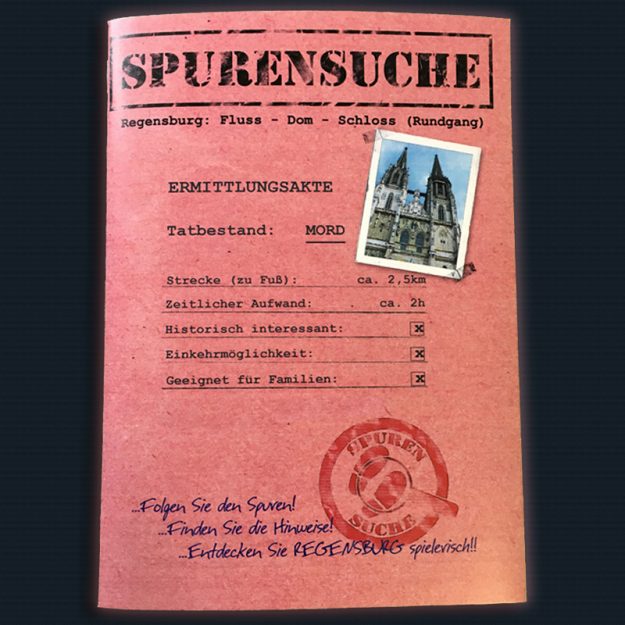 SPURENSUCHE
Regensburg: Fluss - Dom - Schloss (Rundgang)
ERMITTLUNGSAKTE
Tatbestand: MORD
Strecke (zu Fuß): ca. 2,5km
Zeitlicher Aufwand: ca. 2h
Historisch interessant: x
Einkehrmöglichkeit: x
Geeignet für Familien: x
SPUREN
SUCHE
...Folgen Sie den Spuren!
...Finden Sie die Hinweise!
...Entdecken Sie REGENSBURG spielerisch!!